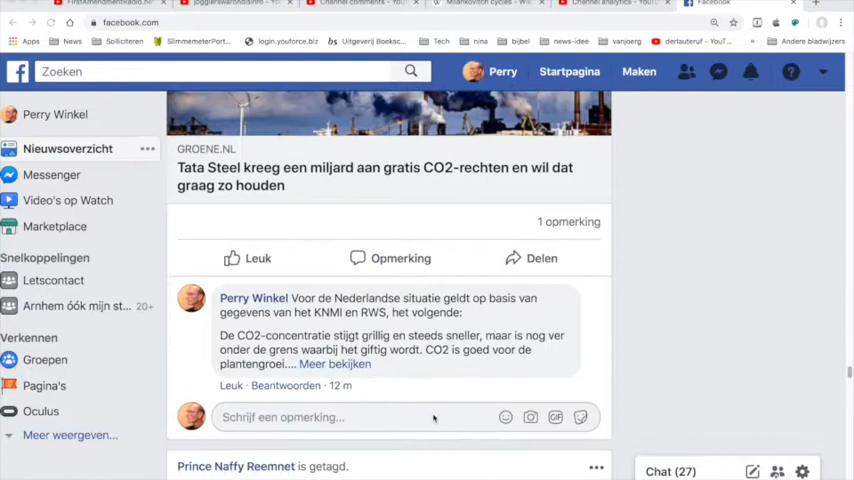 FirstAmendmentRadio.net
jogglerswarondisinfo -
Channel comments - YouT
Milankovitch cycles - Wik
Channel analytics - YouT
Facebook
facebook.com
Apps
News
Solliciteren
SlimmemeterPort...
login.youforce.biz
Uitgeverij Boeksc...
Tech
nina
bijbel
news-idee
vanjoerg
derlauteruf - YouT...
Andere bladwijzers
Zoeken
Perry
Startpagina
Maken
Perry Winkel
Nieuwsoverzicht
Messenger
Video's op Watch
Marketplace
Snelkoppelingen
Letscontact
Arnhem óók mijn st... 20+
Verkennen
Groepen
Pagina's
Oculus
Meer weergeven...
GROENE.NL
Tata Steel kreeg een miljard aan gratis CO2-rechten en wil dat
graag zo houden
1 opmerking
Leuk
Opmerking
Delen
Perry Winkel Voor de Nederlandse situatie geldt op basis van
gegevens van het KNMI en RWS, het volgende:
De CO2-concentratie stijgt grillig en steeds sneller, maar is nog ver
onder de grens waarbij het giftig wordt. CO2 is goed voor de
plantengroei.... Meer bekijken
Leuk · Beantwoorden · 12 m
Schrijf een opmerking...
GIF
Prince Naffy Reemnet is getagd.
Chat (27)